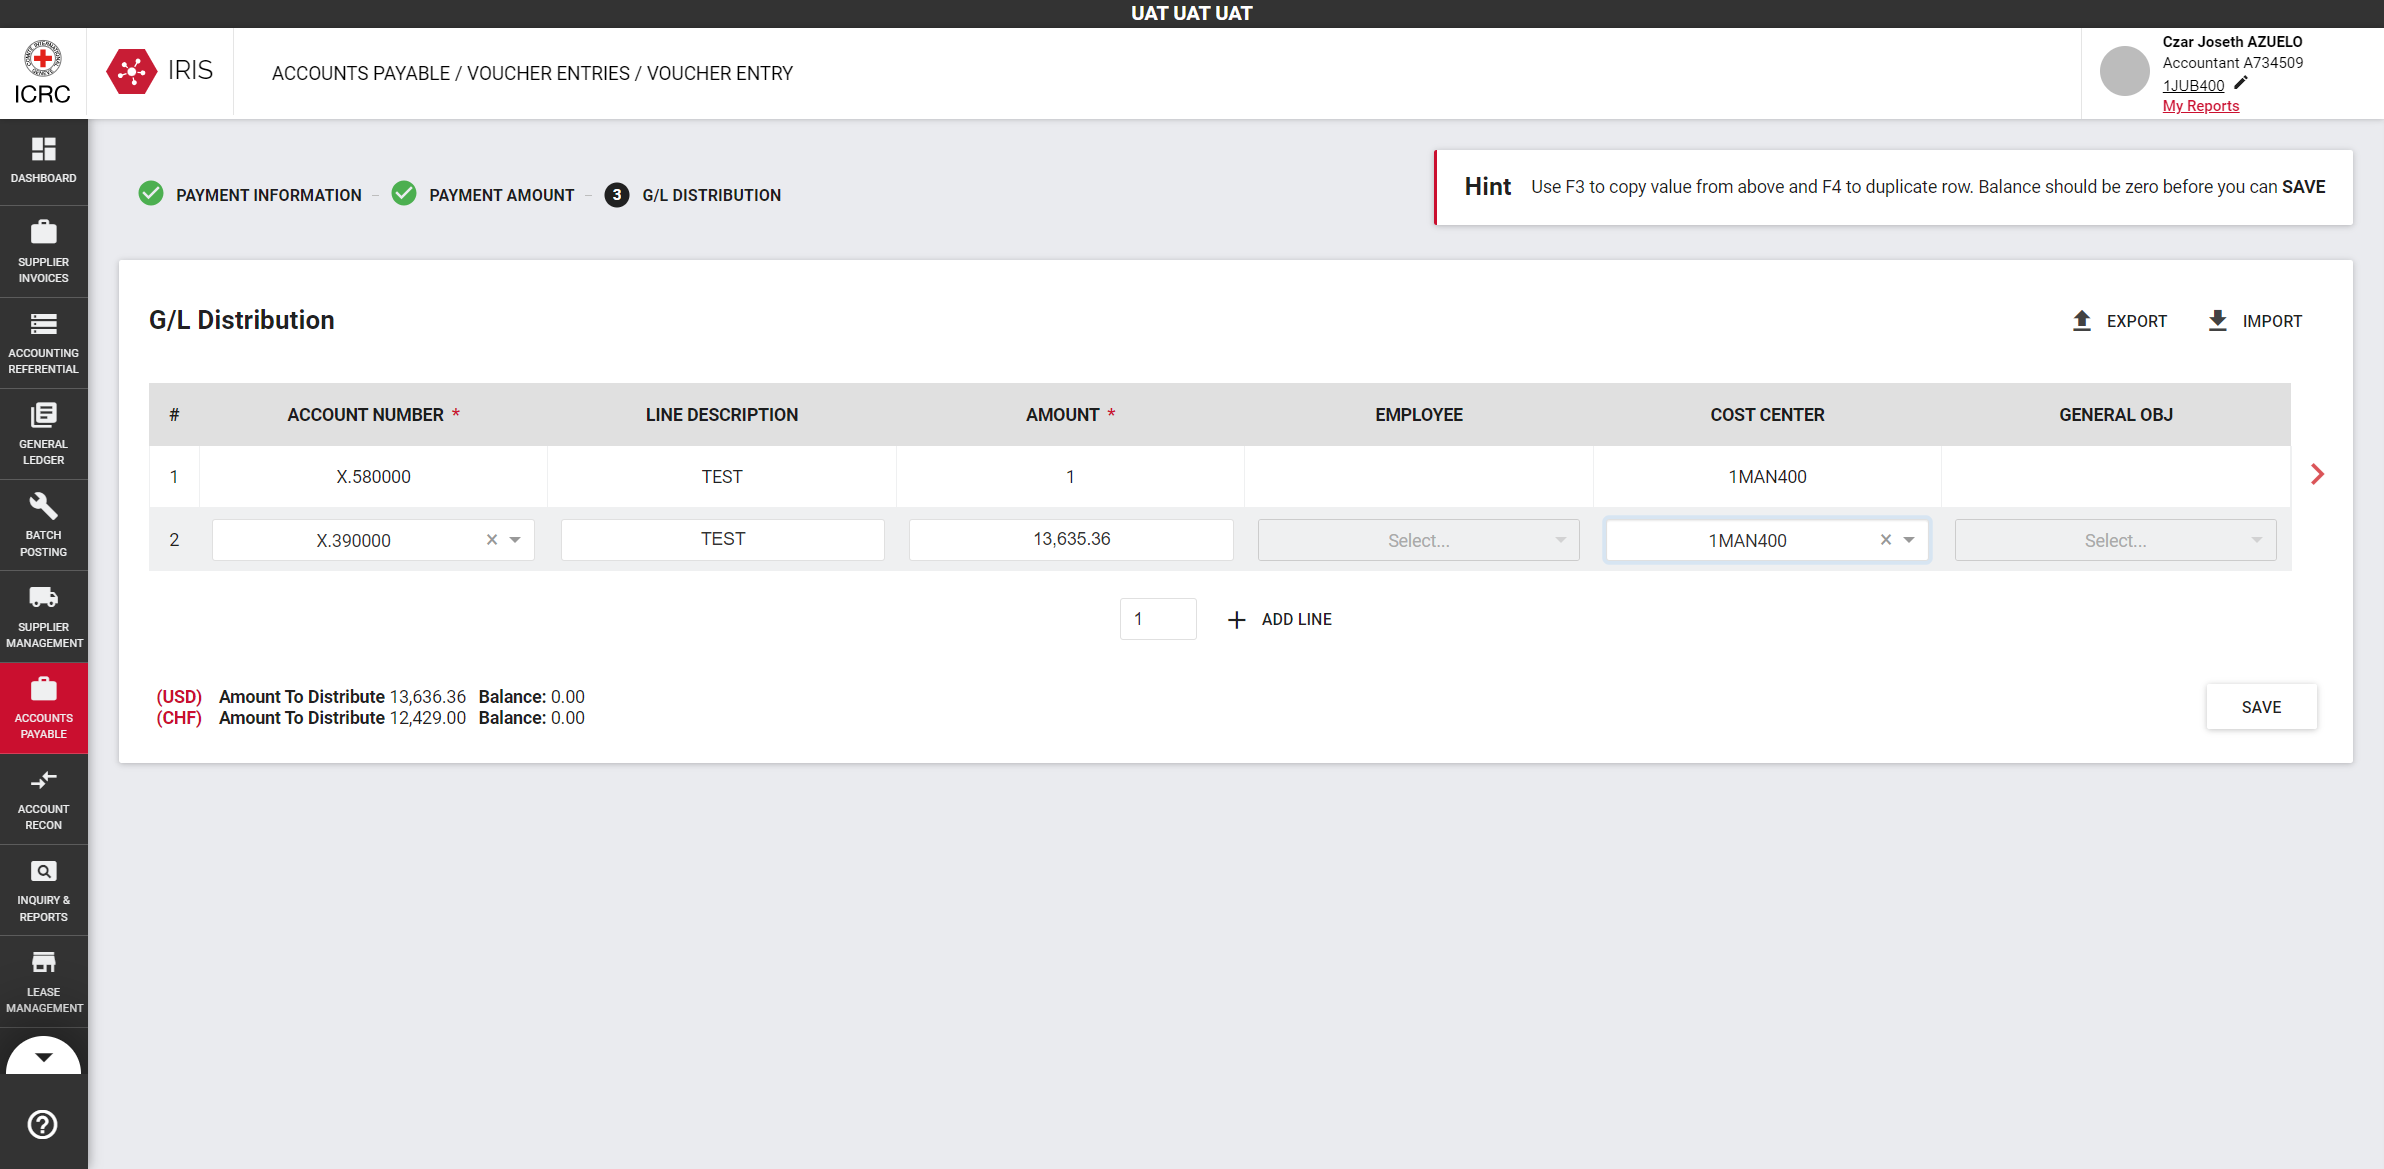 UAT UAT UAT
ICRC
IRIS
ACCOUNTS PAYABLE / VOUCHER ENTRIES / VOUCHER ENTRY
Czar Joseth AZUELO
Accountant A734509
1JUB400
My Reports
DASHBOARD
SUPPLIER
INVOICES
ACCOUNTING
REFERENTIAL
GENERAL
LEDGER
BATCH
POSTING
SUPPLIER
MANAGEMENT
ACCOUNTS
PAYABLE
ACCOUNT
RECON
INQUIRY &
REPORTS
LEASE
MANAGEMENT
PAYMENT INFORMATION – PAYMENT AMOUNT – 3 G/L DISTRIBUTION
Hint Use F3 to copy value from above and F4 to duplicate row. Balance should be zero before you can SAVE
G/L Distribution
EXPORT IMPORT
# ACCOUNT NUMBER * LINE DESCRIPTION AMOUNT * EMPLOYEE COST CENTER GENERAL OBJ
1 X.580000 TEST 1 1MAN400
2 X.390000 TEST 13,635.36 Select... 1MAN400 Select...
1 + ADD LINE
(USD) Amount To Distribute 13,636.36 Balance: 0.00
(CHF) Amount To Distribute 12,429.00 Balance: 0.00
SAVE